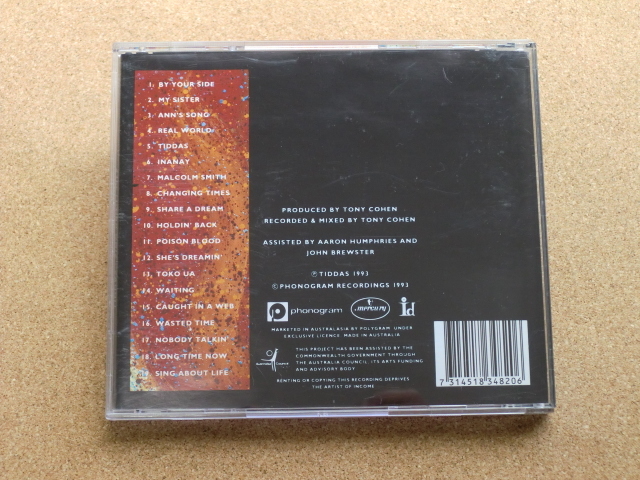 1. BY YOUR SIDE
2. MY SISTER
3. ANN'S SONG
4. REAL WORLD
5. TIDDAS
6. INANAY
7. MALCOLM SMITH
8. CHANGING TIMES
9. SHARE A DREAM
10. HOLDIN' BACK
11. POISON BLOOD
12. SHE'S DREAMIN'
13. TOKO UA
14. WAITING
15. CAUGHT IN A WEB
16. WASTED TIME
17. NOBODY TALKIN'
18. LONG TIME NOW
19. SING ABOUT LIFE
PRODUCED BY TONY COHEN
RECORDED & MIXED BY TONY COHEN
ASSISTED BY AARON HUMPHRIES AND
JOHN BREWSTER
℗ TIDDAS 1993
© PHONOGRAM RECORDINGS 1993
phonogram mercury id
MARKETED IN AUSTRALASIA BY POLYGRAM UNDER
EXCLUSIVE LICENCE. MADE IN AUSTRALIA
THIS PROJECT HAS BEEN ASSISTED BY THE
COMMONWEALTH GOVERNMENT THROUGH
THE AUSTRALIA COUNCIL, ITS ARTS FUNDING
AND ADVISORY BODY
RENTING OR COPYING THIS RECORDING DEPRIVES
THE ARTIST OF INCOME
7 314518 348206